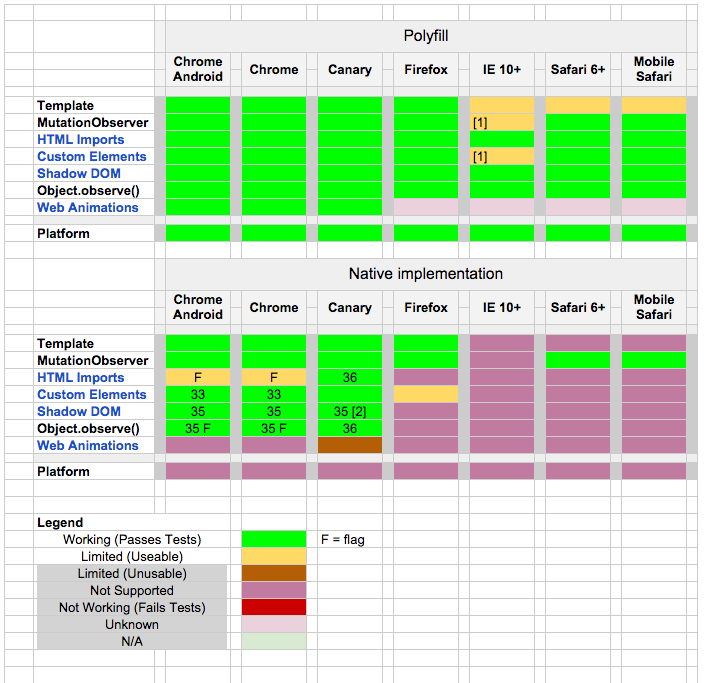 Polyfill
Chrome Android Chrome Canary Firefox IE 10+ Safari 6+ Mobile Safari
Template
MutationObserver [1]
HTML Imports
Custom Elements [1]
Shadow DOM
Object.observe()
Web Animations
Platform
Native implementation
Chrome Android Chrome Canary Firefox IE 10+ Safari 6+ Mobile Safari
Template
MutationObserver
HTML Imports F F 36
Custom Elements 33 33
Shadow DOM 35 35 35 [2]
Object.observe() 35 F 35 F 36
Web Animations
Platform
Legend
Working (Passes Tests) F = flag
Limited (Useable)
Limited (Unusable)
Not Supported
Not Working (Fails Tests)
Unknown
N/A